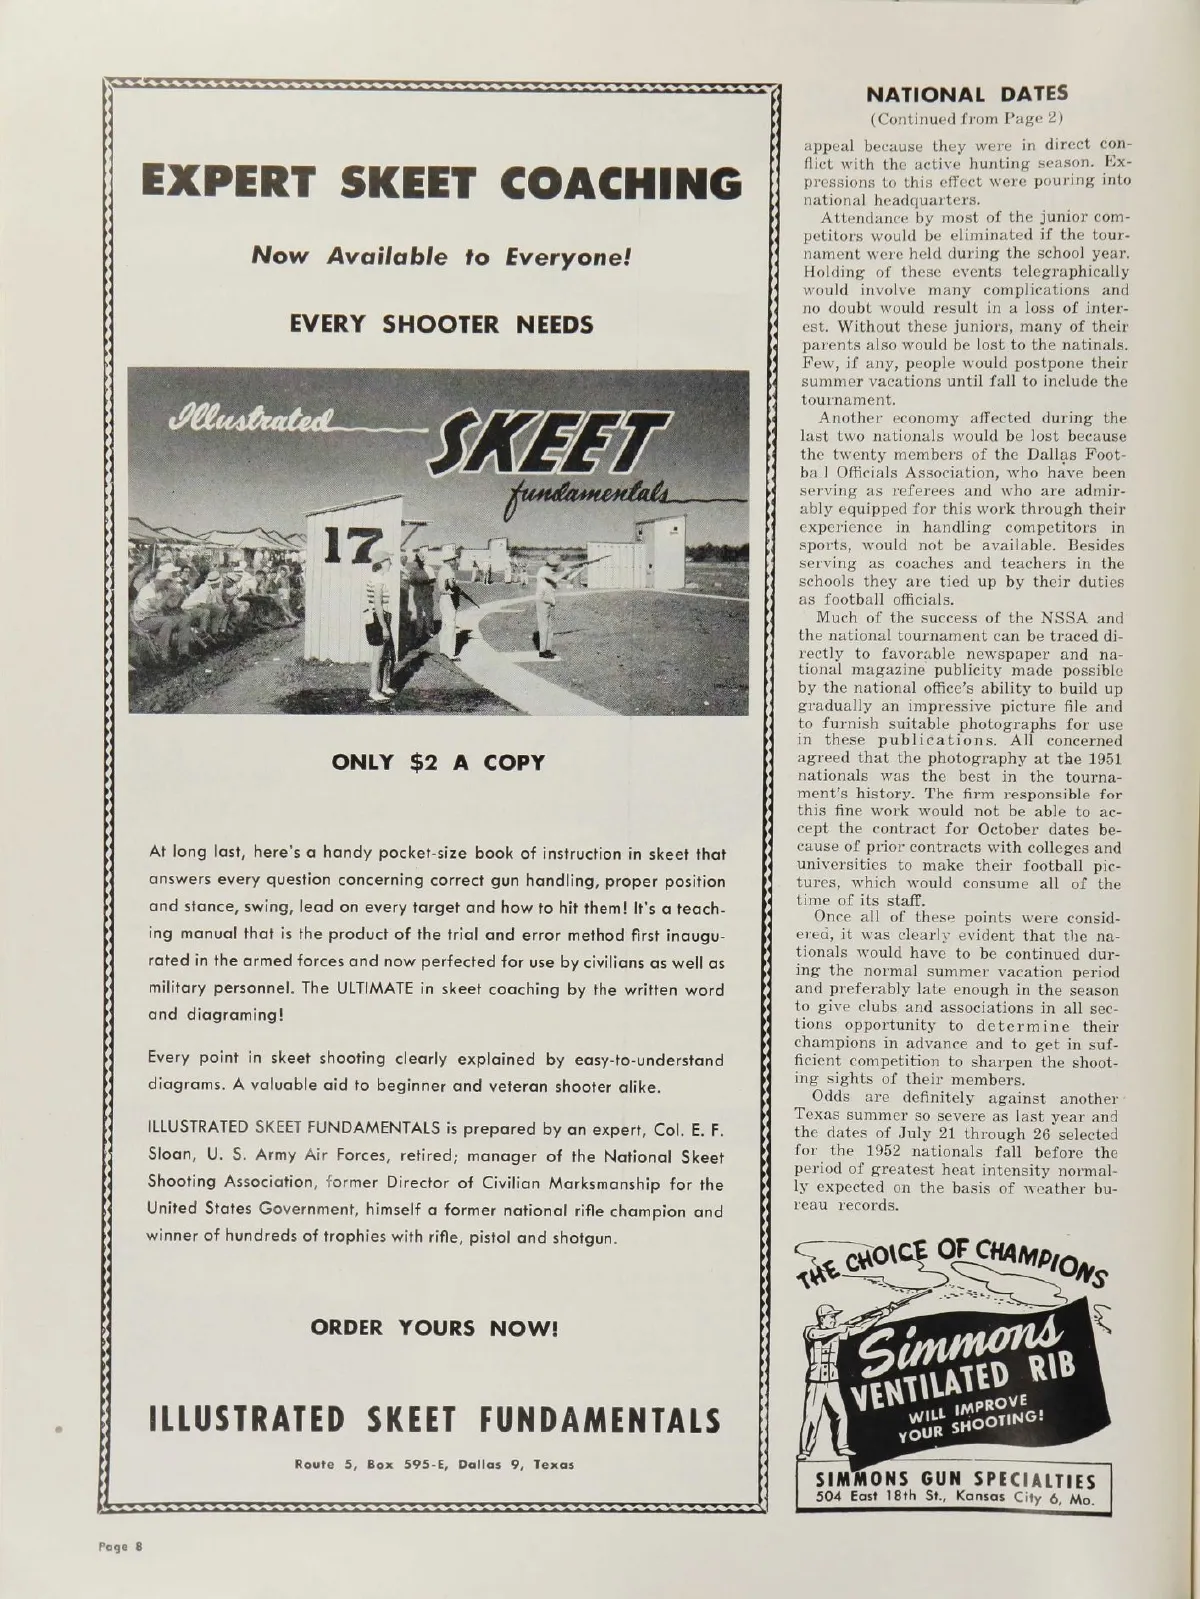 EXPERT SKEET COACHING
Now Available to Everyone!
EVERY SHOOTER NEEDS
Illustrated SKEET
fundamentals
17
ONLY $2 A COPY
At long last, here's a handy pocket-size book of instruction in skeet that
answers every question concerning correct gun handling, proper position
and stance, swing, lead on every target and how to hit them! It's a teach-
ing manual that is the product of the trial and error method first inaugu-
rated in the armed forces and now perfected for use by civilians as well as
military personnel. The ULTIMATE in skeet coaching by the written word
and diagraming!
Every point in skeet shooting clearly explained by easy-to-understand
diagrams. A valuable aid to beginner and veteran shooter alike.
ILLUSTRATED SKEET FUNDAMENTALS is prepared by an expert, Col. E. F.
Sloan, U. S. Army Air Forces, retired; manager of the National Skeet
Shooting Association, former Director of Civilian Marksmanship for the
United States Government, himself a former national rifle champion and
winner of hundreds of trophies with rifle, pistol and shotgun.
ORDER YOURS NOW!
ILLUSTRATED SKEET FUNDAMENTALS
Route 5, Box 595-E, Dallas 9, Texas
NATIONAL DATES
(Continued from Page 2)
appeal because they were in direct con-
flict with the active hunting season. Ex-
pressions to this effect were pouring into
national headquarters.
Attendance by most of the junior com-
petitors would be eliminated if the tour-
nament were held during the school year.
Holding of these events telegraphically
would involve many complications and
no doubt would result in a loss of inter-
est. Without these juniors, many of their
parents also would be lost to the natinals.
Few, if any, people would postpone their
summer vacations until fall to include the
tournament.
Another economy affected during the
last two nationals would be lost because
the twenty members of the Dallas Foot-
ba l Officials Association, who have been
serving as referees and who are admir-
ably equipped for this work through their
experience in handling competitors in
sports, would not be available. Besides
serving as coaches and teachers in the
schools they are tied up by their duties
as football officials.
Much of the success of the NSSA and
the national tournament can be traced di-
rectly to favorable newspaper and na-
tional magazine publicity made possible
by the national office's ability to build up
gradually an impressive picture file and
to furnish suitable photographs for use
in these publications. All concerned
agreed that the photography at the 1951
nationals was the best in the tourna-
ment's history. The firm responsible for
this fine work would not be able to ac-
cept the contract for October dates be-
cause of prior contracts with colleges and
universities to make their football pic-
tures, which would consume all of the
time of its staff.
Once all of these points were consid-
ered, it was clearly evident that the na-
tionals would have to be continued dur-
ing the normal summer vacation period
and preferably late enough in the season
to give clubs and associations in all sec-
tions opportunity to determine their
champions in advance and to get in suf-
ficient competition to sharpen the shoot-
ing sights of their members.
Odds are definitely against another
Texas summer so severe as last year and
the dates of July 21 through 26 selected
for the 1952 nationals fall before the
period of greatest heat intensity normal-
ly expected on the basis of weather bu-
reau records.
THE CHOICE OF CHAMPIONS
Simmons
VENTILATED RIB
WILL IMPROVE
YOUR SHOOTING!
SIMMONS GUN SPECIALTIES
504 East 18th St., Kansas City 6, Mo.
Page 8